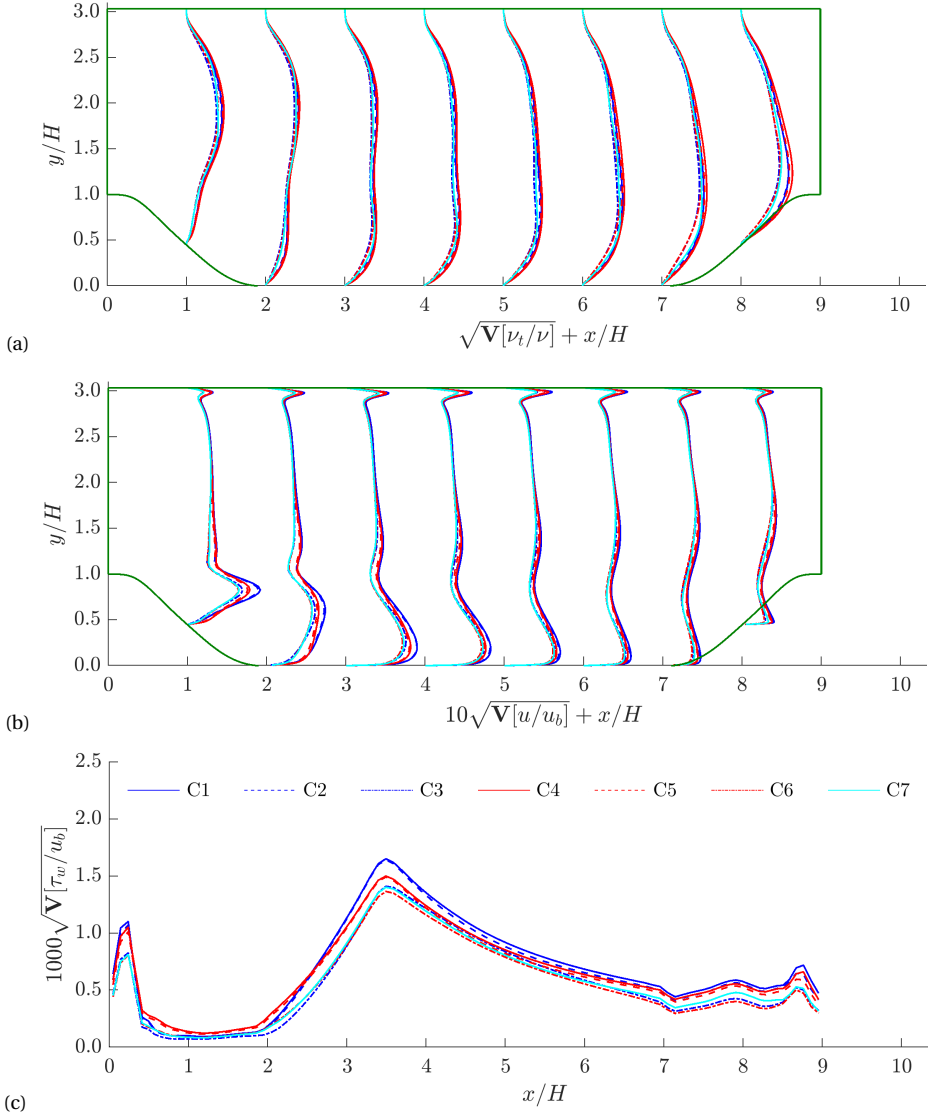 3.0
2.5
2.0
1.5
1.0
0.5
0.0
y/H
0 1 2 3 4 5 6 7 8 9 10
√V[νt/ν] + x/H
(a)
3.0
2.5
2.0
1.5
1.0
0.5
0.0
y/H
0 1 2 3 4 5 6 7 8 9 10
10√V[u/ub] + x/H
(b)
2.5
2.0
1.5
1.0
0.5
0.0
1000√V[τw/ub]
C1 C2 C3 C4 C5 C6 C7
0 1 2 3 4 5 6 7 8 9 10
x/H
(c)